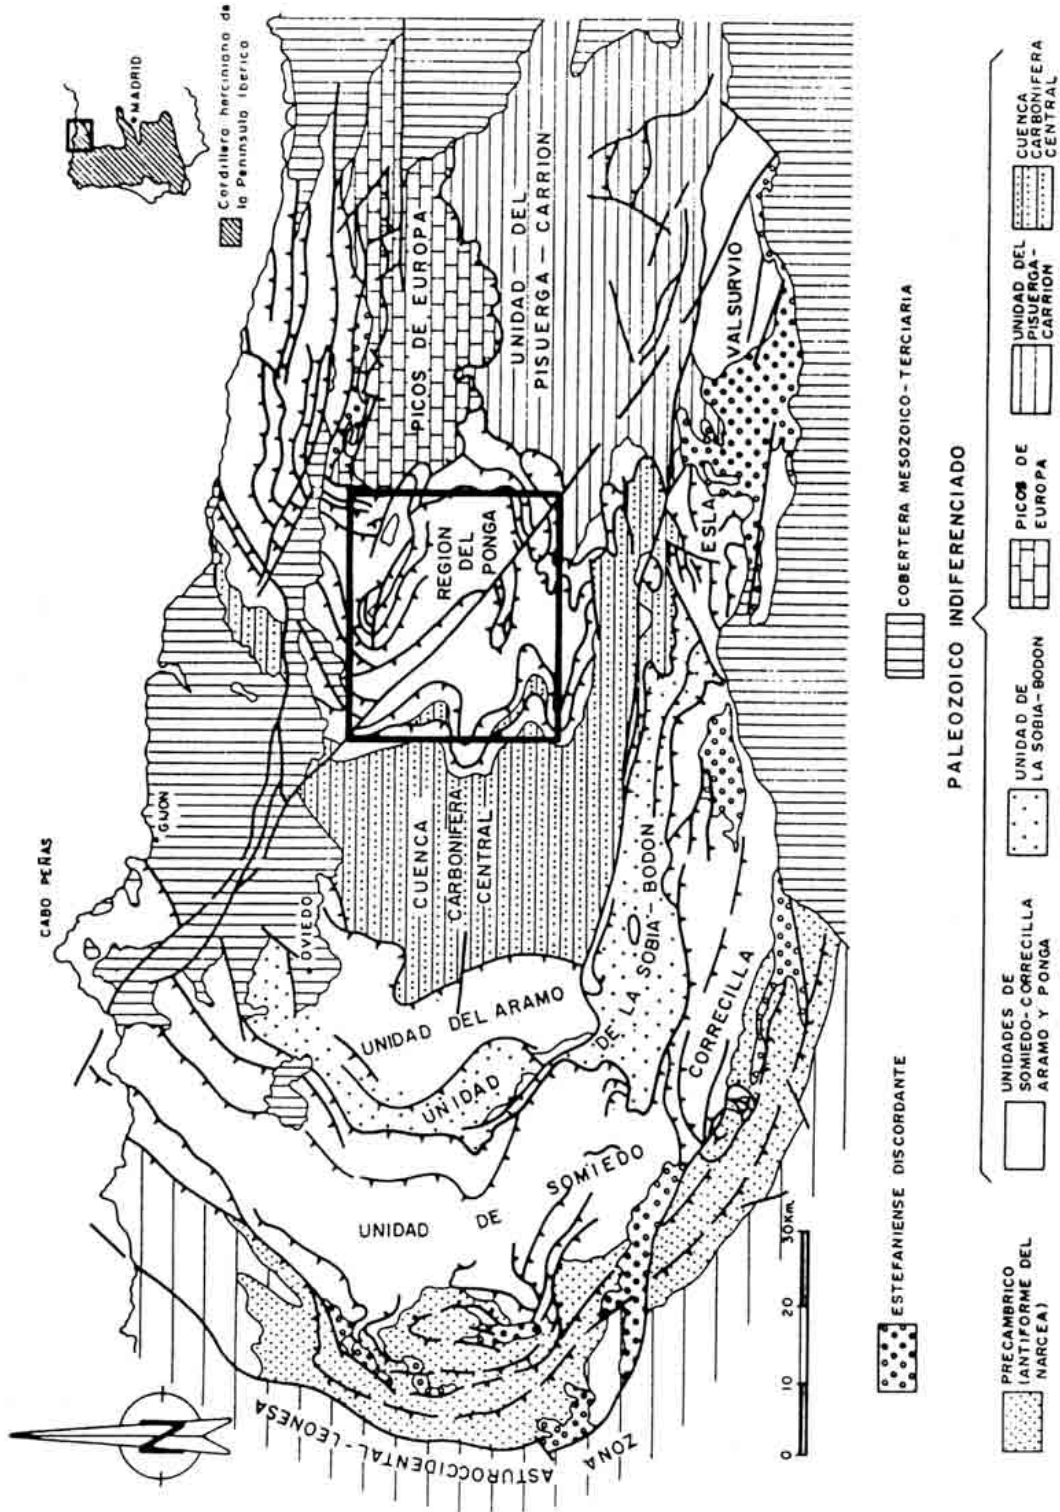 CABO PEÑAS
GIJON
OVIEDO
MADRID
Cordillera herciniana de
la Peninsula Iberica
PICOS DE EUROPA
UNIDAD DEL
PISUERGA-CARRION
REGION
DEL
PONGA
CUENCA
CARBONIFERA
CENTRAL
UNIDAD DEL ARAMO
UNIDAD DE LA SOBIA-BODON
UNIDAD DE SOMIEDO
CORRECILLA
ESLA
VALSURVIO
ZONA ASTUROCCIDENTAL-LEONESA
N
0 10 20 30Km.
ESTEFANIENSE DISCORDANTE
COBERTERA MESOZOICO-TERCIARIA
PALEOZOICO INDIFERENCIADO
PRECAMBRICO
(ANTIFORME DEL
NARCEA)
UNIDADES DE
SOMIEDO-CORRECILLA
ARAMO Y PONGA
UNIDAD DE
LA SOBIA-BODON
PICOS DE
EUROPA
UNIDAD DEL
PISUERGA-
CARRION
CUENCA
CARBONIFERA
CENTRAL